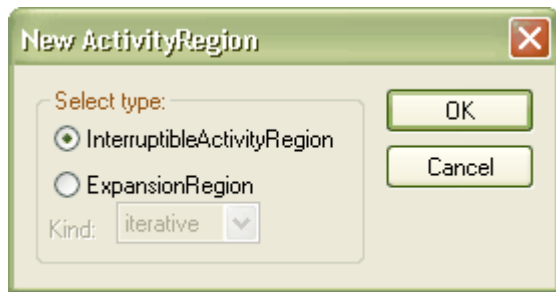 New ActivityRegion
Select type:
InterruptibleActivityRegion
ExpansionRegion
Kind: iterative
OK
Cancel